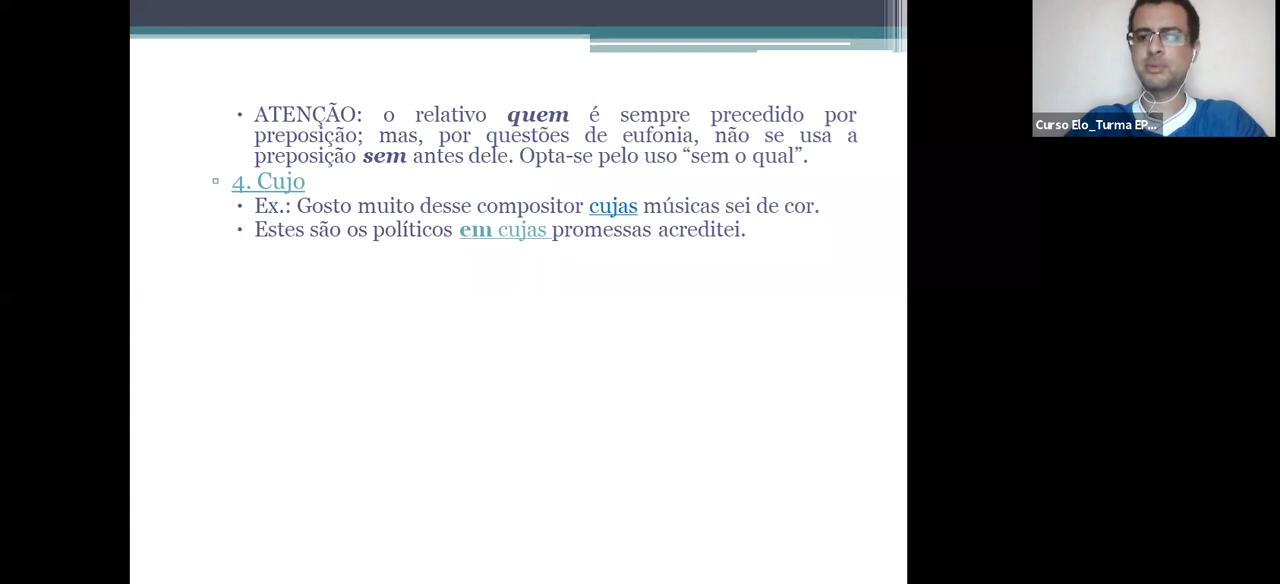 • ATENÇÃO: o relativo quem é sempre precedido por
preposição; mas, por questões de eufonia, não se usa a
preposição sem antes dele. Opta-se pelo uso “sem o qual”.
▫ 4. Cujo
• Ex.: Gosto muito desse compositor cujas músicas sei de cor.
• Estes são os políticos em cujas promessas acreditei.
Curso Elo_Turma EP...